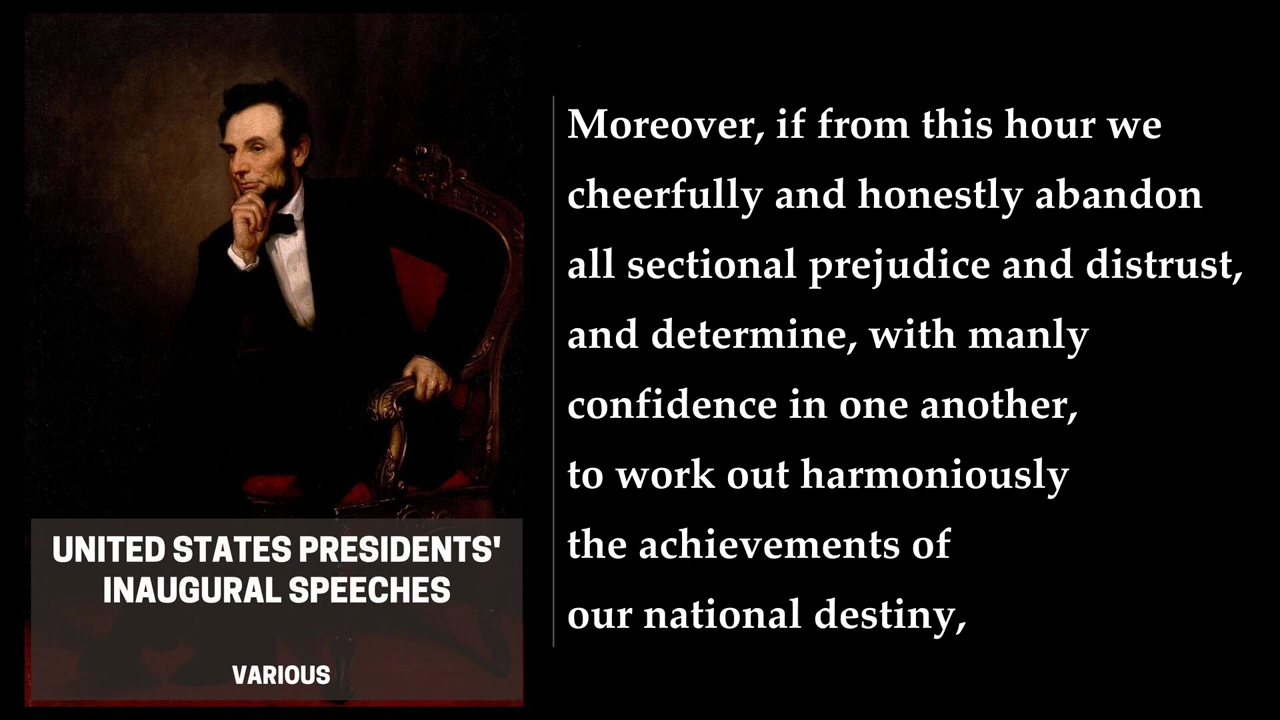 Moreover, if from this hour we
cheerfully and honestly abandon
all sectional prejudice and distrust,
and determine, with manly
confidence in one another,
to work out harmoniously
the achievements of
our national destiny,
UNITED STATES PRESIDENTS'
INAUGURAL SPEECHES
VARIOUS